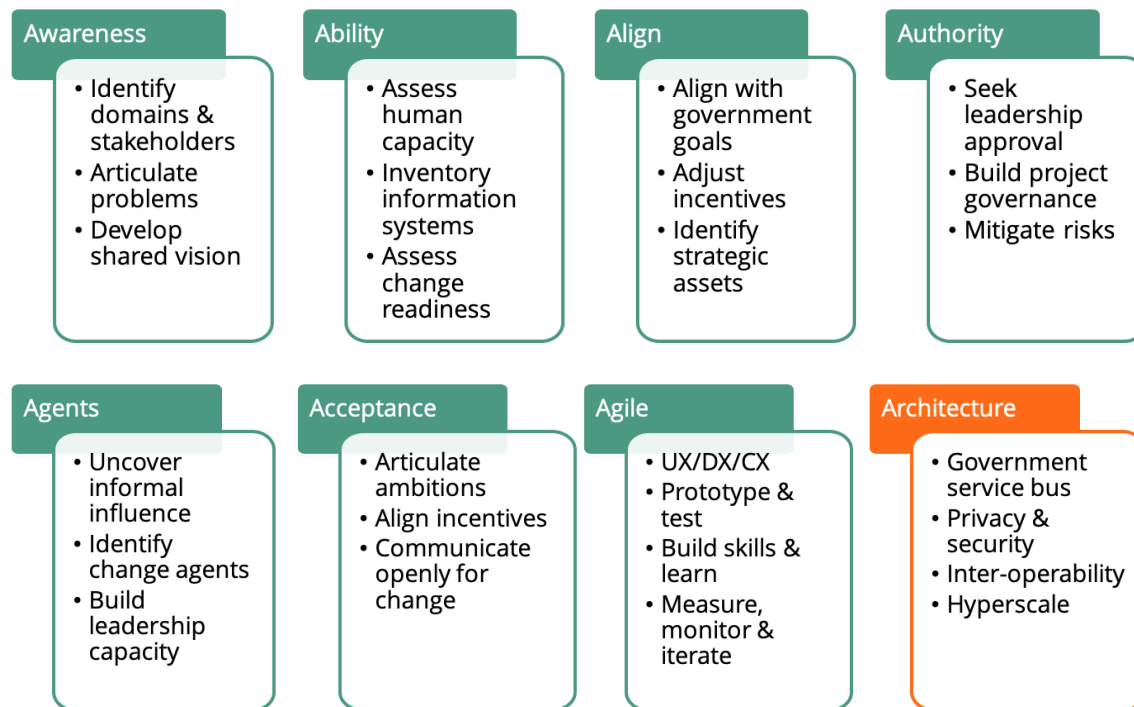 Awareness
• Identify
domains &
stakeholders
• Articulate
problems
• Develop
shared vision
Ability
• Assess
human
capacity
• Inventory
information
systems
• Assess
change
readiness
Align
• Align with
government
goals
• Adjust
incentives
• Identify
strategic
assets
Authority
• Seek
leadership
approval
• Build project
governance
• Mitigate risks
Agents
• Uncover
informal
influence
• Identify
change agents
• Build
leadership
capacity
Acceptance
• Articulate
ambitions
• Align incentives
• Communicate
openly for
change
Agile
• UX/DX/CX
• Prototype &
test
• Build skills &
learn
• Measure,
monitor &
iterate
Architecture
• Government
service bus
• Privacy &
security
• Inter-operability
• Hyperscale